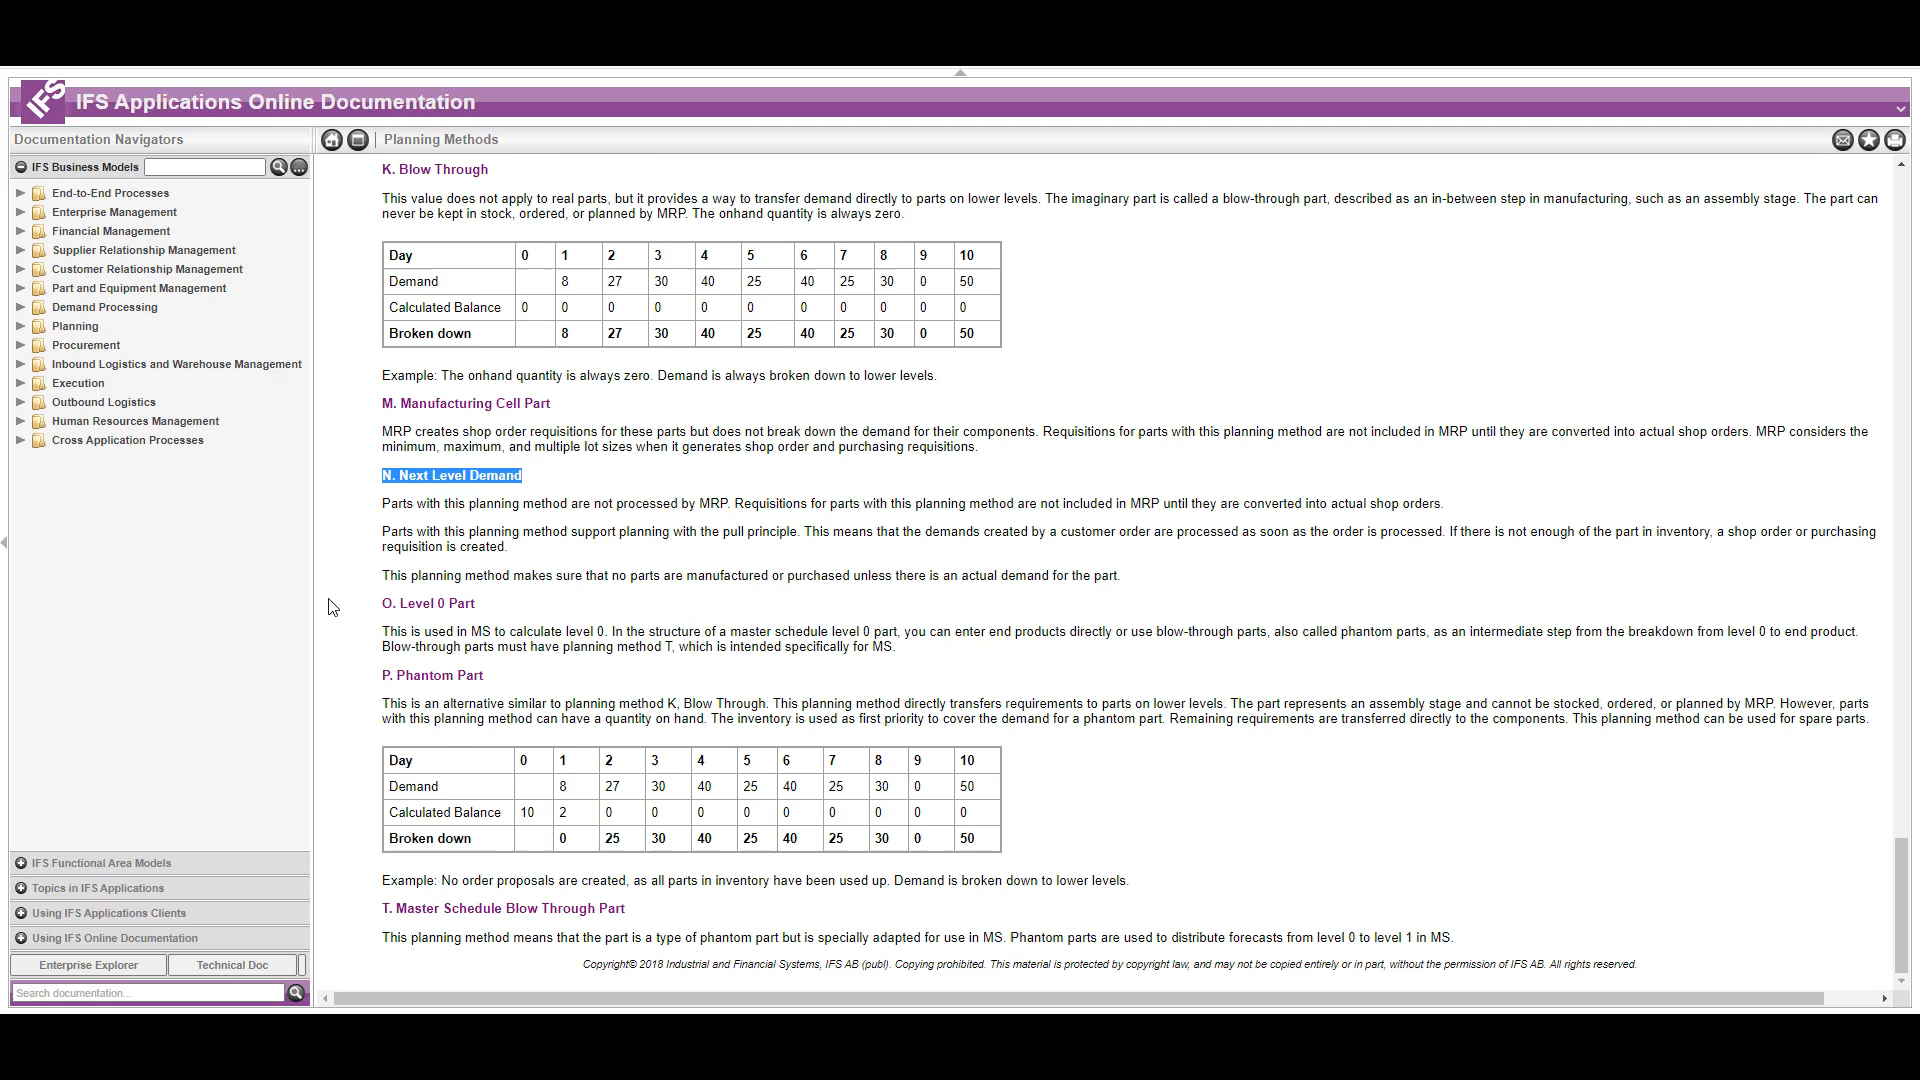 IFS IFS Applications Online Documentation
Documentation Navigators
Planning Methods
IFS Business Models
End-to-End Processes
Enterprise Management
Financial Management
Supplier Relationship Management
Customer Relationship Management
Part and Equipment Management
Demand Processing
Planning
Procurement
Inbound Logistics and Warehouse Management
Execution
Outbound Logistics
Human Resources Management
Cross Application Processes
IFS Functional Area Models
Topics in IFS Applications
Using IFS Applications Clients
Using IFS Online Documentation
Enterprise Explorer Technical Doc
Search documentation...
K. Blow Through
This value does not apply to real parts, but it provides a way to transfer demand directly to parts on lower levels. The imaginary part is called a blow-through part, described as an in-between step in manufacturing, such as an assembly stage. The part can
never be kept in stock, ordered, or planned by MRP. The onhand quantity is always zero.
Day 0 1 2 3 4 5 6 7 8 9 10
Demand 8 27 30 40 25 40 25 30 0 50
Calculated Balance 0 0 0 0 0 0 0 0 0 0 0
Broken down 8 27 30 40 25 40 25 30 0 50
Example: The onhand quantity is always zero. Demand is always broken down to lower levels.
M. Manufacturing Cell Part
MRP creates shop order requisitions for these parts but does not break down the demand for their components. Requisitions for parts with this planning method are not included in MRP until they are converted into actual shop orders. MRP considers the
minimum, maximum, and multiple lot sizes when it generates shop order and purchasing requisitions.
N. Next Level Demand
Parts with this planning method are not processed by MRP. Requisitions for parts with this planning method are not included in MRP until they are converted into actual shop orders.
Parts with this planning method support planning with the pull principle. This means that the demands created by a customer order are processed as soon as the order is processed. If there is not enough of the part in inventory, a shop order or purchasing
requisition is created.
This planning method makes sure that no parts are manufactured or purchased unless there is an actual demand for the part.
O. Level 0 Part
This is used in MS to calculate level 0. In the structure of a master schedule level 0 part, you can enter end products directly or use blow-through parts, also called phantom parts, as an intermediate step from the breakdown from level 0 to end product.
Blow-through parts must have planning method T, which is intended specifically for MS.
P. Phantom Part
This is an alternative similar to planning method K, Blow Through. This planning method directly transfers requirements to parts on lower levels. The part represents an assembly stage and cannot be stocked, ordered, or planned by MRP. However, parts
with this planning method can have a quantity on hand. The inventory is used as first priority to cover the demand for a phantom part. Remaining requirements are transferred directly to the components. This planning method can be used for spare parts.
Day 0 1 2 3 4 5 6 7 8 9 10
Demand 8 27 30 40 25 40 25 30 0 50
Calculated Balance 10 2 0 0 0 0 0 0 0 0 0
Broken down 0 25 30 40 25 40 25 30 0 50
Example: No order proposals are created, as all parts in inventory have been used up. Demand is broken down to lower levels.
T. Master Schedule Blow Through Part
This planning method means that the part is a type of phantom part but is specially adapted for use in MS. Phantom parts are used to distribute forecasts from level 0 to level 1 in MS.
Copyright© 2018 Industrial and Financial Systems, IFS AB (publ). Copying prohibited. This material is protected by copyright law, and may not be copied entirely or in part, without the permission of IFS AB. All rights reserved.